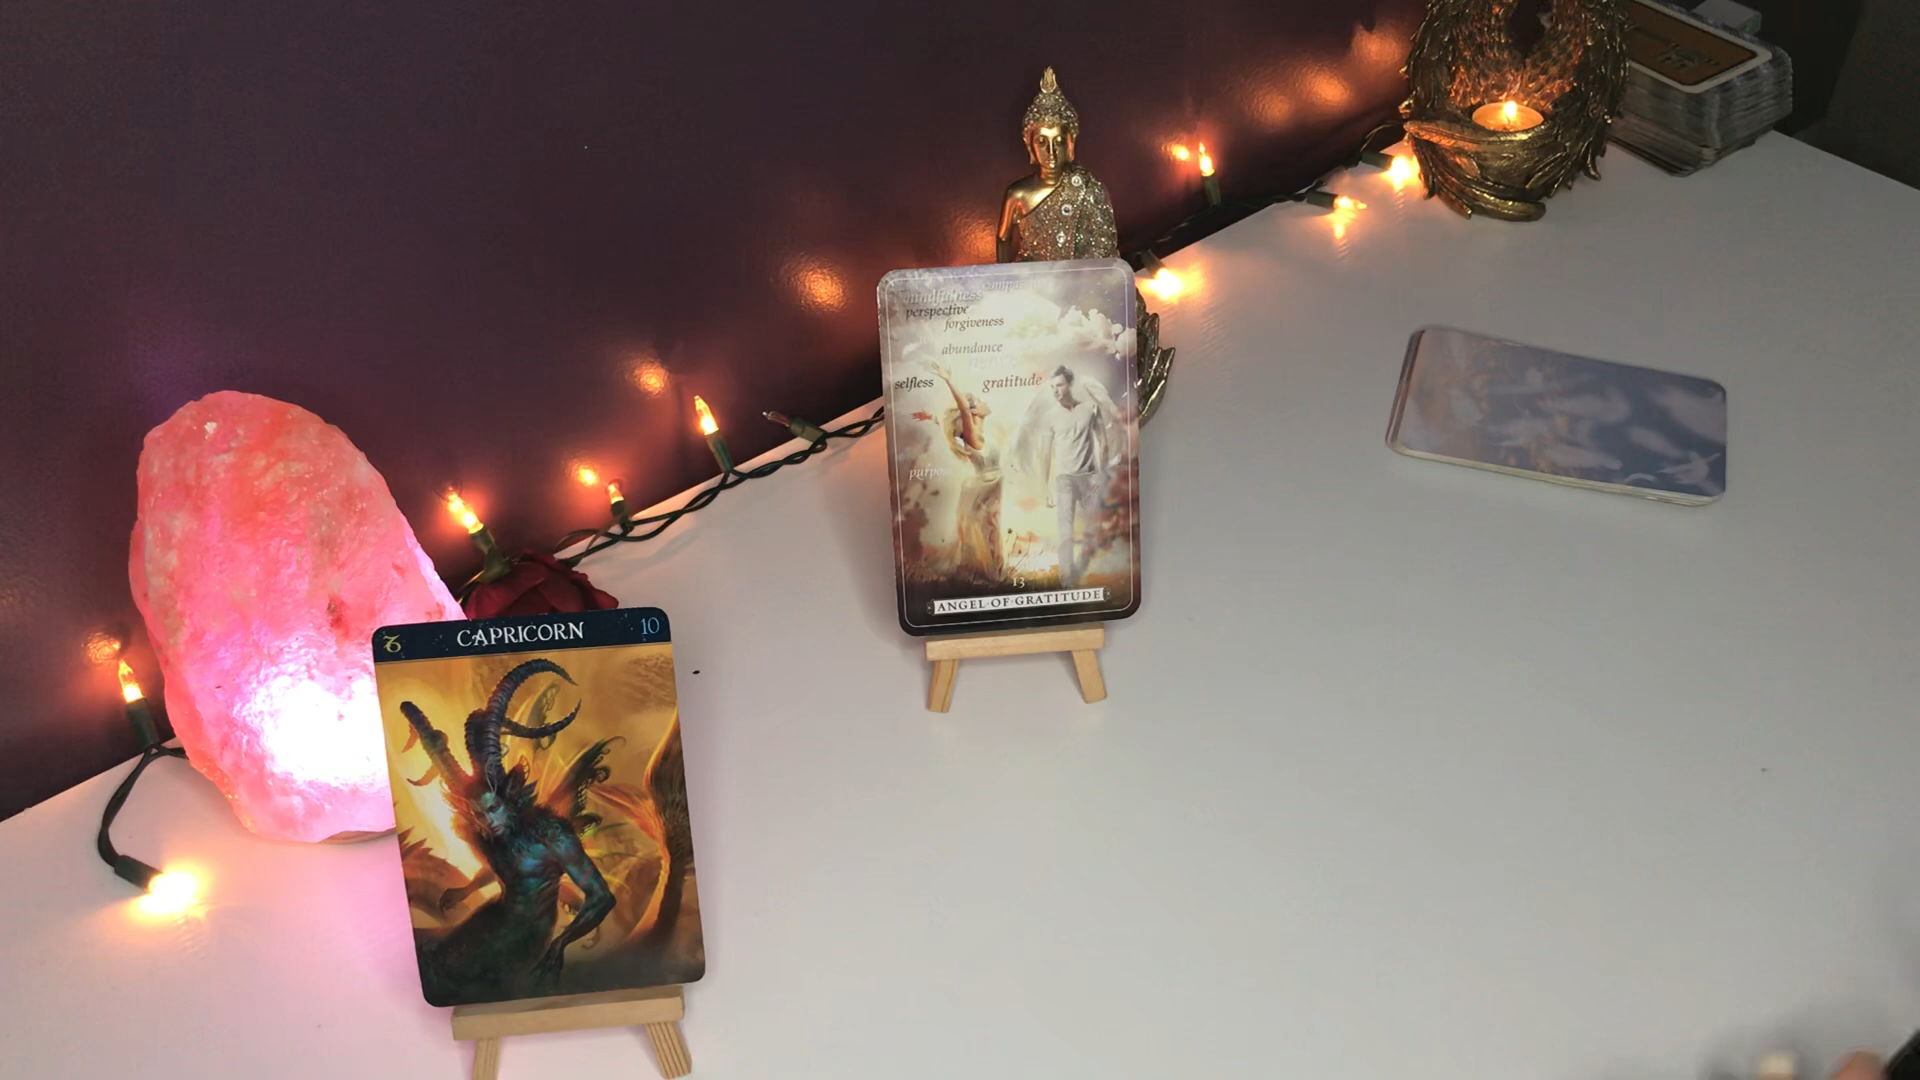 mindfulness
perspective
forgiveness
abundance
selfless
gratitude
13
ANGEL·OF·GRATITUDE
CAPRICORN
10